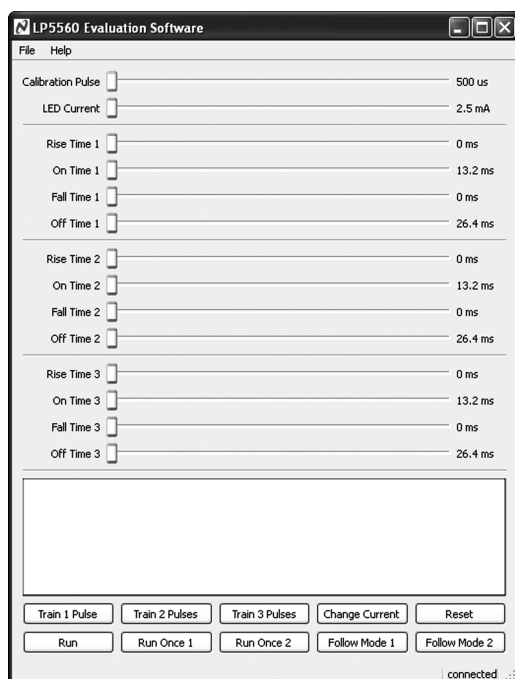 LP5560 Evaluation Software
File Help
Calibration Pulse 500 us
LED Current 2.5 mA
Rise Time 1 0 ms
On Time 1 13.2 ms
Fall Time 1 0 ms
Off Time 1 26.4 ms
Rise Time 2 0 ms
On Time 2 13.2 ms
Fall Time 2 0 ms
Off Time 2 26.4 ms
Rise Time 3 0 ms
On Time 3 13.2 ms
Fall Time 3 0 ms
Off Time 3 26.4 ms
Train 1 Pulse Train 2 Pulses Train 3 Pulses Change Current Reset
Run Run Once 1 Run Once 2 Follow Mode 1 Follow Mode 2
connected